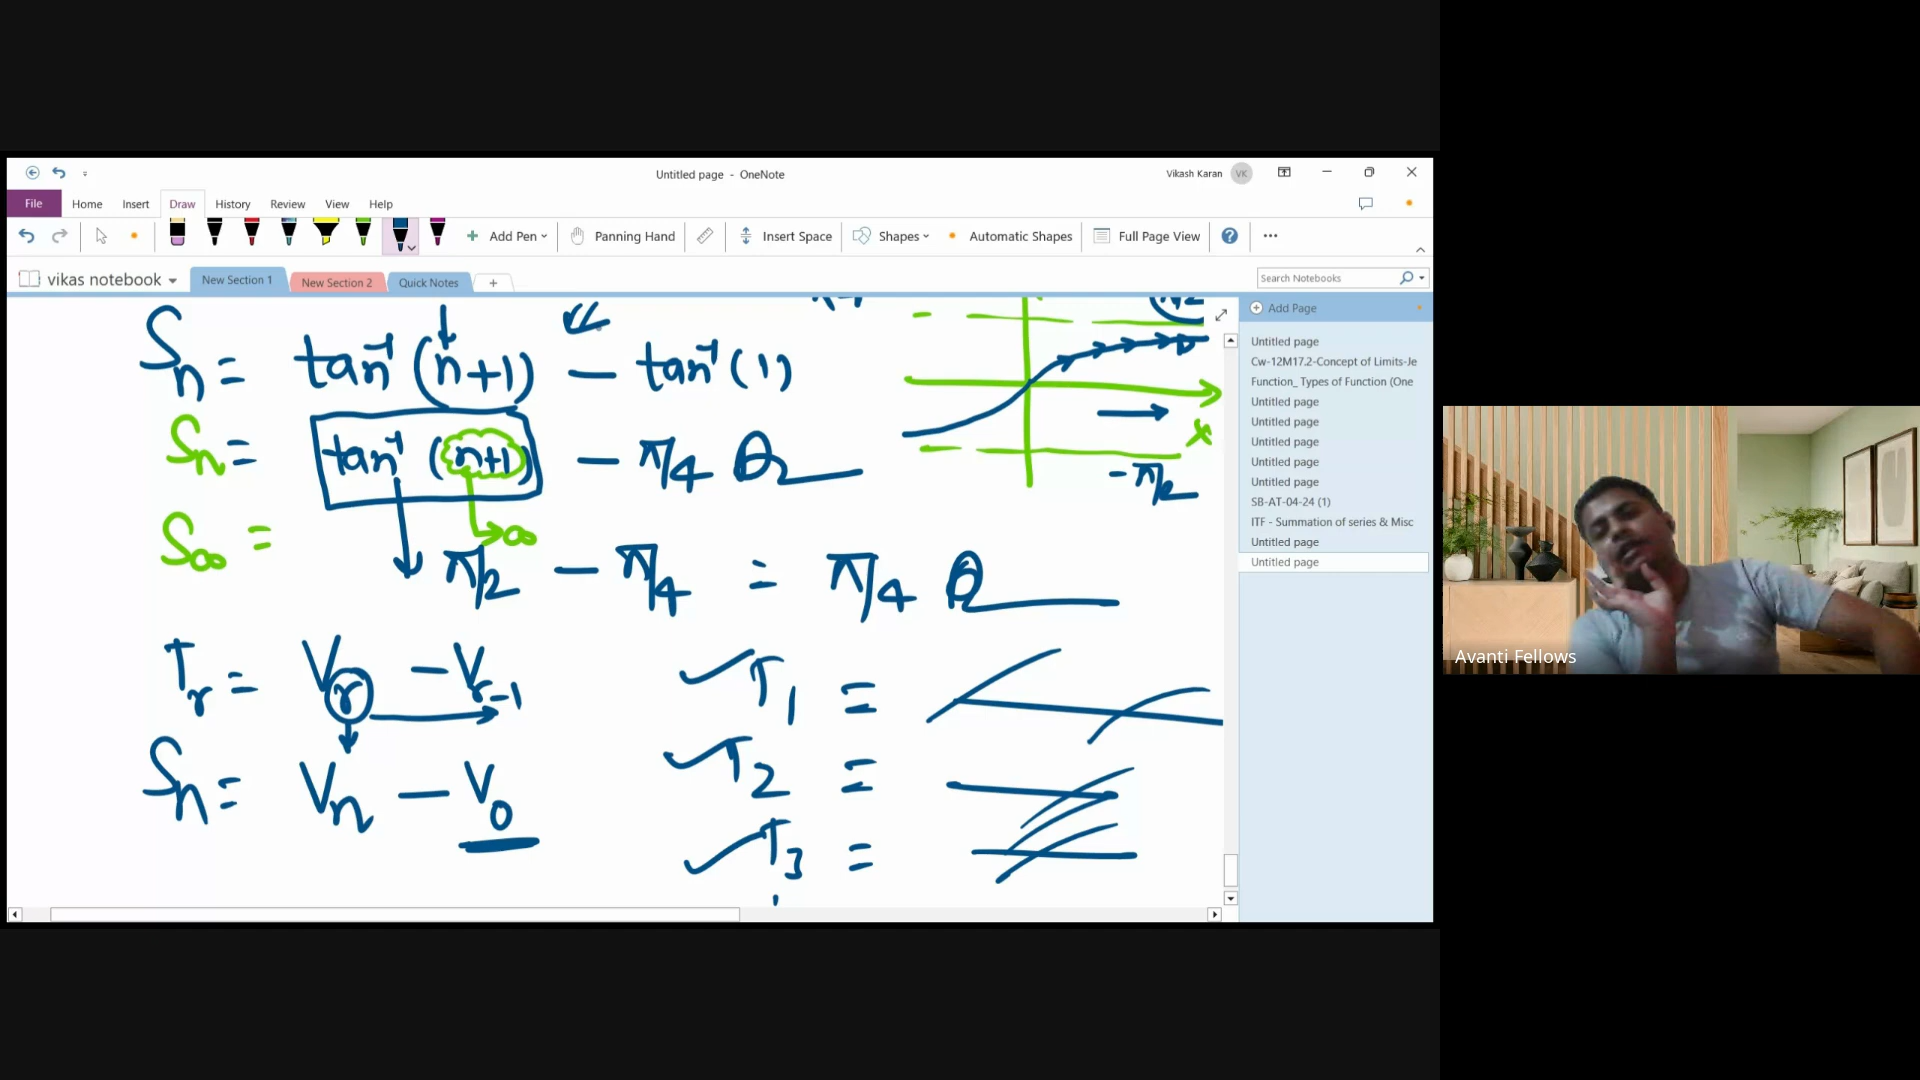 Untitled page - OneNote
Vikash Karan VK
File Home Insert Draw History Review View Help
Add Pen Panning Hand Insert Space Shapes Automatic Shapes Full Page View
vikas notebook New Section 1 New Section 2 Quick Notes
Search Notebooks
Add Page
Untitled page
Cw-12M17.2-Concept of Limits-Je
Function_ Types of Function (One
Untitled page
Untitled page
Untitled page
Untitled page
Untitled page
SB-AT-04-24 (1)
ITF - Summation of series & Misc
Untitled page
Untitled page
Sn = tan⁻¹(n+1) — tan⁻¹(1)
Sn = tan⁻¹(n+1) — π/4
→∞
S∞ = π/2 — π/4 = π/4
x
-π/2
Tr = Vr — Vr-1
Sn = Vn — V0
T1 =
T2 =
T3 =
Avanti Fellows